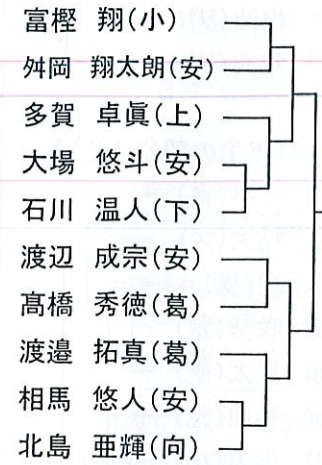 富樫 翔(小)
舛岡 翔太朗(安)
多賀 卓眞(上)
大場 悠斗(安)
石川 温人(下)
渡辺 成宗(安)
髙橋 秀徳(葛)
渡邉 拓真(葛)
相馬 悠人(安)
北島 亜輝(向)